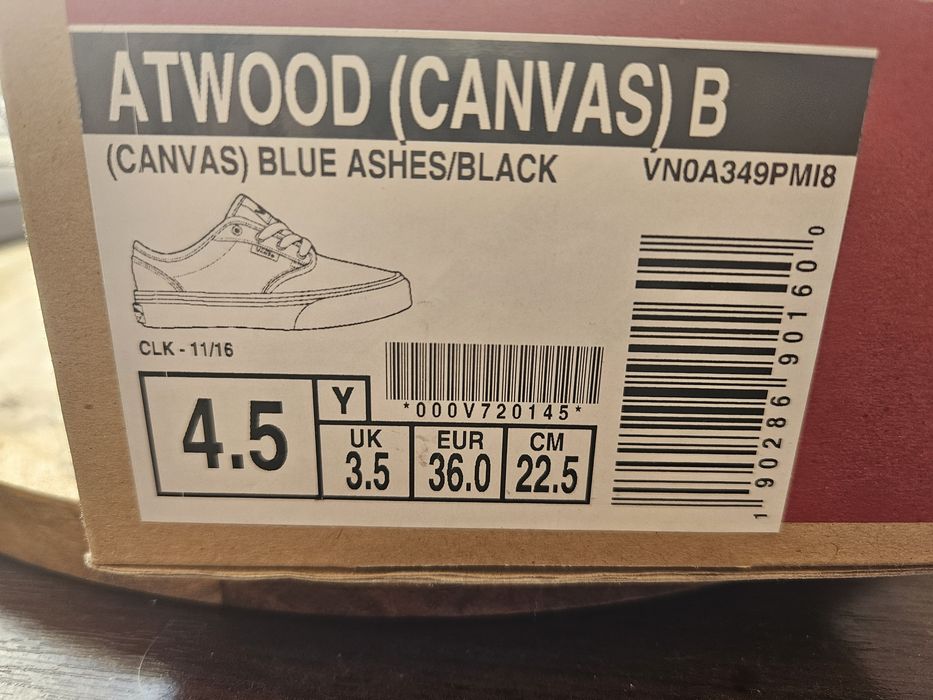 ATWOOD (CANVAS) B
(CANVAS) BLUE ASHES/BLACK
VN0A349PMI8
CLK - 11/16
4.5
Y
*000V720145*
UK
3.5
EUR
36.0
CM
22.5
1 90286 90160 0